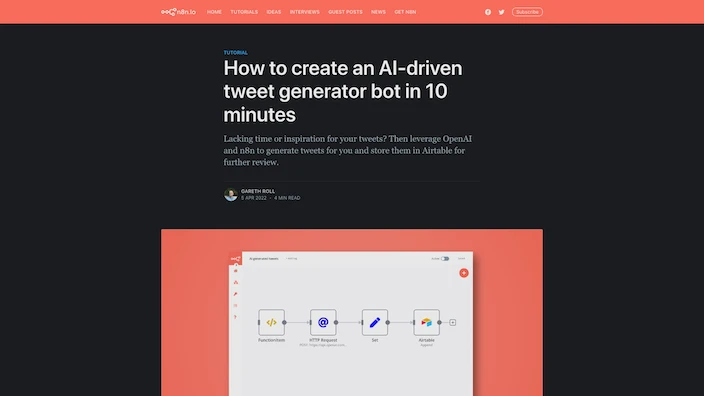 n8n.io HOME TUTORIALS IDEAS INTERVIEWS GUEST POSTS NEWS GET N8N Subscribe
TUTORIAL
How to create an AI-driven
tweet generator bot in 10
minutes
Lacking time or inspiration for your tweets? Then leverage OpenAI
and n8n to generate tweets for you and store them in Airtable for
further review.
GARETH ROLL
5 APR 2022 · 4 MIN READ
AI generated tweets
FunctionItem HTTP Request Set Airtable